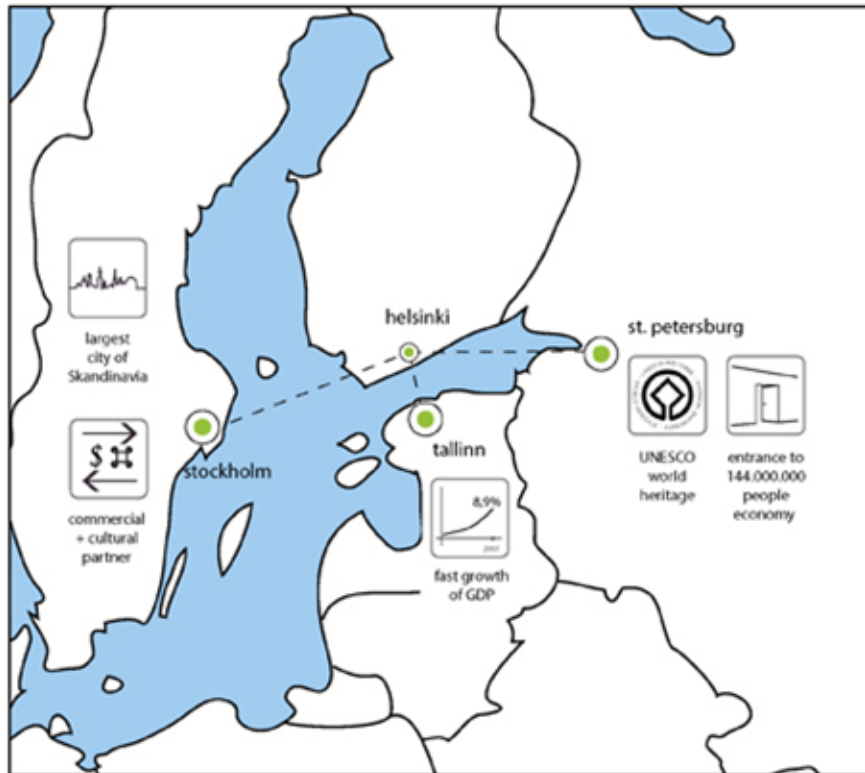 helsinki
st. petersburg
largest
city of
Skandinavia
stockholm
commercial
+ cultural
partner
$
tallinn
8,9%
2007
fast growth
of GDP
UNESCO
world
heritage
entrance to
144.000.000
people
economy